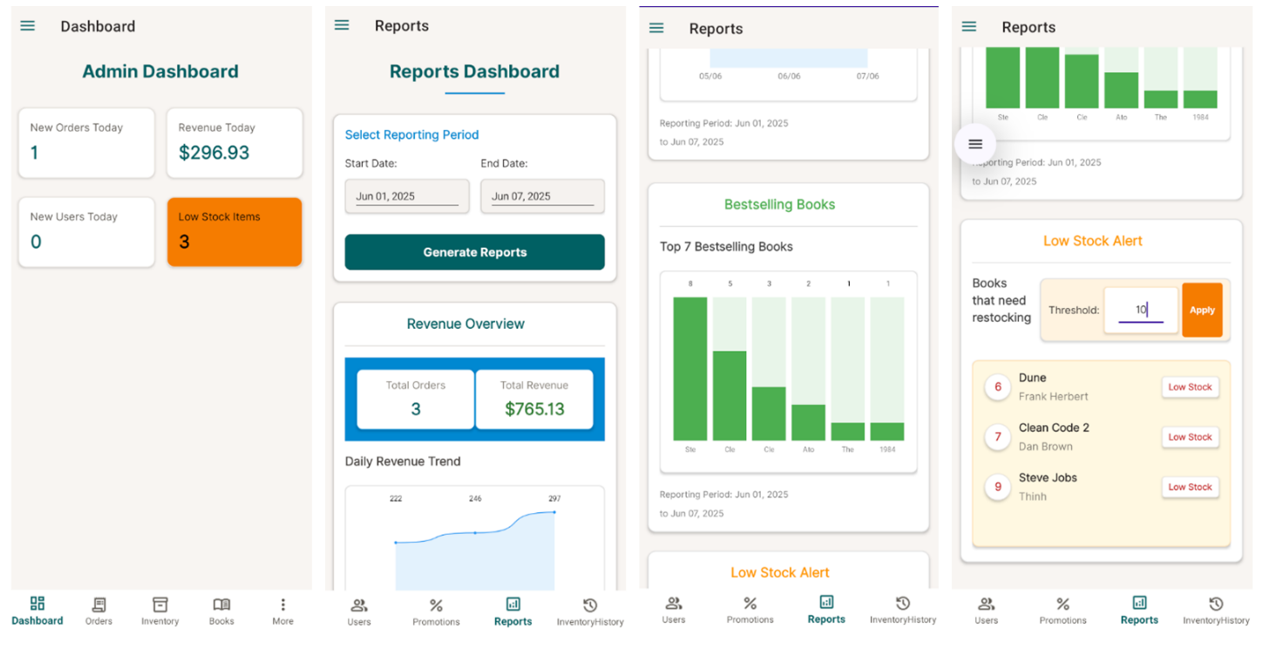 Dashboard
Admin Dashboard
New Orders Today
1
Revenue Today
$296.93
New Users Today
0
Low Stock Items
3
Dashboard
Orders
Inventory
Books
More
Reports
Reports Dashboard
Select Reporting Period
Start Date:
End Date:
Jun 01, 2025
Jun 07, 2025
Generate Reports
Revenue Overview
Total Orders
3
Total Revenue
$765.13
Daily Revenue Trend
222 246 297
Users
Promotions
Reports
InventoryHistory
Reports
05/06 06/06 07/06
Reporting Period: Jun 01, 2025
to Jun 07, 2025
Bestselling Books
Top 7 Bestselling Books
8 5 3 2 1 1
Ste Cle Cle Ato The 1984
Reporting Period: Jun 01, 2025
to Jun 07, 2025
Low Stock Alert
Users
Promotions
Reports
InventoryHistory
Reports
Ste Cle Cle Ato The 1984
Reporting Period: Jun 01, 2025
to Jun 07, 2025
Low Stock Alert
Books
that need
restocking
Threshold:
10
Apply
6
Dune
Frank Herbert
Low Stock
7
Clean Code 2
Dan Brown
Low Stock
9
Steve Jobs
Thinh
Low Stock
Users
Promotions
Reports
InventoryHistory